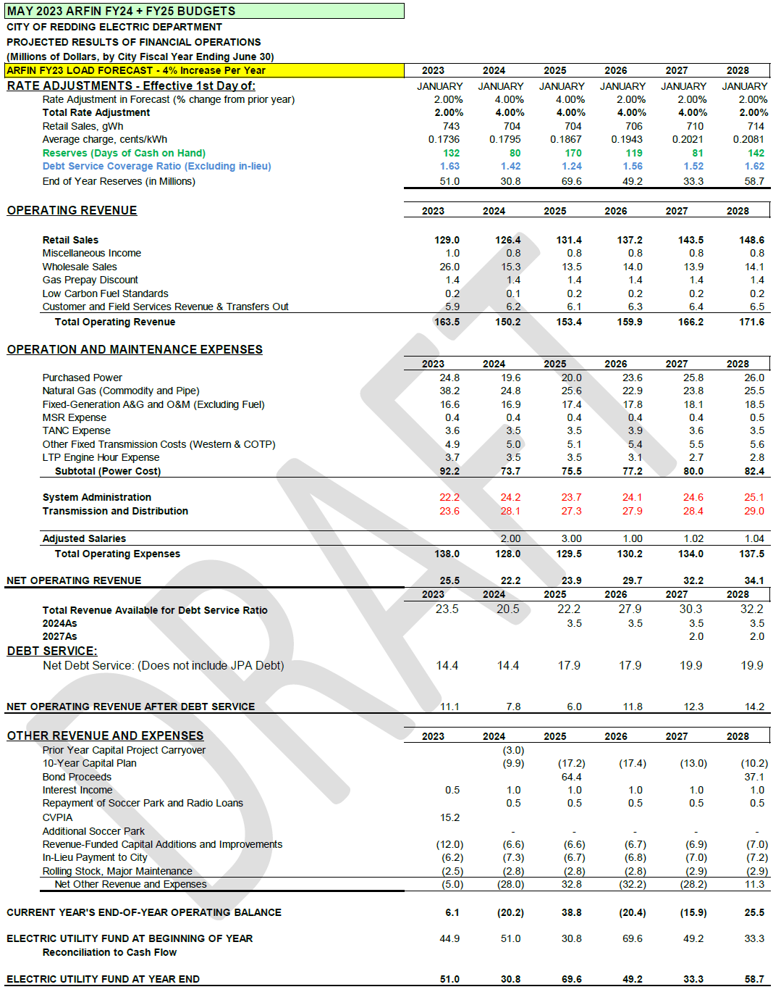 MAY 2023 ARFIN FY24 + FY25 BUDGETS
CITY OF REDDING ELECTRIC DEPARTMENT
PROJECTED RESULTS OF FINANCIAL OPERATIONS
(Millions of Dollars, by City Fiscal Year Ending June 30)
ARFIN FY23 LOAD FORECAST - 4% Increase Per Year 2023 2024 2025 2026 2027 2028
RATE ADJUSTMENTS - Effective 1st Day of: JANUARY JANUARY JANUARY JANUARY JANUARY JANUARY
Rate Adjustment in Forecast (% change from prior year) 2.00% 4.00% 4.00% 2.00% 2.00% 2.00%
Total Rate Adjustment 2.00% 4.00% 4.00% 4.00% 4.00% 2.00%
Retail Sales, gWh 743 704 704 706 710 714
Average charge, cents/kWh 0.1736 0.1795 0.1867 0.1943 0.2021 0.2081
Reserves (Days of Cash on Hand) 132 80 170 119 81 142
Debt Service Coverage Ratio (Excluding in-lieu) 1.63 1.42 1.24 1.56 1.52 1.62
End of Year Reserves (in Millions) 51.0 30.8 69.6 49.2 33.3 58.7
OPERATING REVENUE 2023 2024 2025 2026 2027 2028
Retail Sales 129.0 126.4 131.4 137.2 143.5 148.6
Miscellaneous Income 1.0 0.8 0.8 0.8 0.8 0.8
Wholesale Sales 26.0 15.3 13.5 14.0 13.9 14.1
Gas Prepay Discount 1.4 1.4 1.4 1.4 1.4 1.4
Low Carbon Fuel Standards 0.2 0.1 0.2 0.2 0.2 0.2
Customer and Field Services Revenue & Transfers Out 5.9 6.2 6.1 6.3 6.4 6.5
Total Operating Revenue 163.5 150.2 153.4 159.9 166.2 171.6
OPERATION AND MAINTENANCE EXPENSES
2023 2024 2025 2026 2027 2028
Purchased Power 24.8 19.6 20.0 23.6 25.8 26.0
Natural Gas (Commodity and Pipe) 38.2 24.8 25.6 22.9 23.8 25.5
Fixed-Generation A&G and O&M (Excluding Fuel) 16.6 16.9 17.4 17.8 18.1 18.5
MSR Expense 0.4 0.4 0.4 0.4 0.4 0.5
TANC Expense 3.6 3.5 3.5 3.9 3.6 3.5
Other Fixed Transmission Costs (Western & COTP) 4.9 5.0 5.1 5.4 5.5 5.6
LTP Engine Hour Expense 3.7 3.5 3.5 3.1 2.7 2.8
Subtotal (Power Cost) 92.2 73.7 75.5 77.2 80.0 82.4
System Administration 22.2 24.2 23.7 24.1 24.6 25.1
Transmission and Distribution 23.6 28.1 27.3 27.9 28.4 29.0
Adjusted Salaries 2.00 3.00 1.00 1.02 1.04
Total Operating Expenses 138.0 128.0 129.5 130.2 134.0 137.5
NET OPERATING REVENUE 25.5 22.2 23.9 29.7 32.2 34.1
2023 2024 2025 2026 2027 2028
Total Revenue Available for Debt Service Ratio 23.5 20.5 22.2 27.9 30.3 32.2
2024As 3.5 3.5 3.5 3.5
2027As 2.0 2.0
DEBT SERVICE:
Net Debt Service: (Does not include JPA Debt) 14.4 14.4 17.9 17.9 19.9 19.9
NET OPERATING REVENUE AFTER DEBT SERVICE 11.1 7.8 6.0 11.8 12.3 14.2
OTHER REVENUE AND EXPENSES 2023 2024 2025 2026 2027 2028
Prior Year Capital Project Carryover (3.0)
10-Year Capital Plan (9.9) (17.2) (17.4) (13.0) (10.2)
Bond Proceeds 64.4 37.1
Interest Income 0.5 1.0 1.0 1.0 1.0 1.0
Repayment of Soccer Park and Radio Loans 0.5 0.5 0.5 0.5 0.5
CVPIA 15.2
Additional Soccer Park - - - - -
Revenue-Funded Capital Additions and Improvements (12.0) (6.6) (6.6) (6.7) (6.9) (7.0)
In-Lieu Payment to City (6.2) (7.3) (6.7) (6.8) (7.0) (7.2)
Rolling Stock, Major Maintenance (2.5) (2.8) (2.8) (2.8) (2.9) (2.9)
Net Other Revenue and Expenses (5.0) (28.0) 32.8 (32.2) (28.2) 11.3
CURRENT YEAR'S END-OF-YEAR OPERATING BALANCE 6.1 (20.2) 38.8 (20.4) (15.9) 25.5
ELECTRIC UTILITY FUND AT BEGINNING OF YEAR 44.9 51.0 30.8 69.6 49.2 33.3
Reconciliation to Cash Flow
ELECTRIC UTILITY FUND AT YEAR END 51.0 30.8 69.6 49.2 33.3 58.7
DRAFT